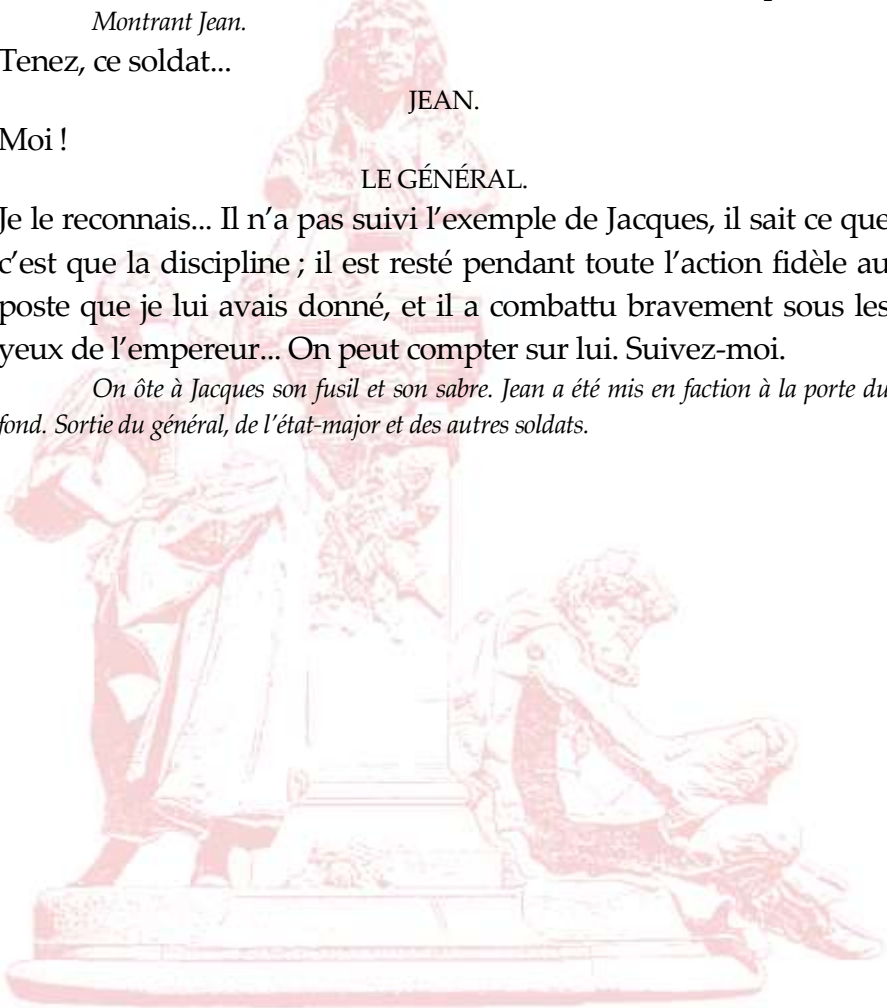 Montrant Jean.
Tenez, ce soldat...
JEAN.
Moi !
LE GÉNÉRAL.
Je le reconnais... Il n’a pas suivi l’exemple de Jacques, il sait ce que
c’est que la discipline ; il est resté pendant toute l’action fidèle au
poste que je lui avais donné, et il a combattu bravement sous les
yeux de l’empereur... On peut compter sur lui. Suivez-moi.
On ôte à Jacques son fusil et son sabre. Jean a été mis en faction à la porte du
fond. Sortie du général, de l’état-major et des autres soldats.